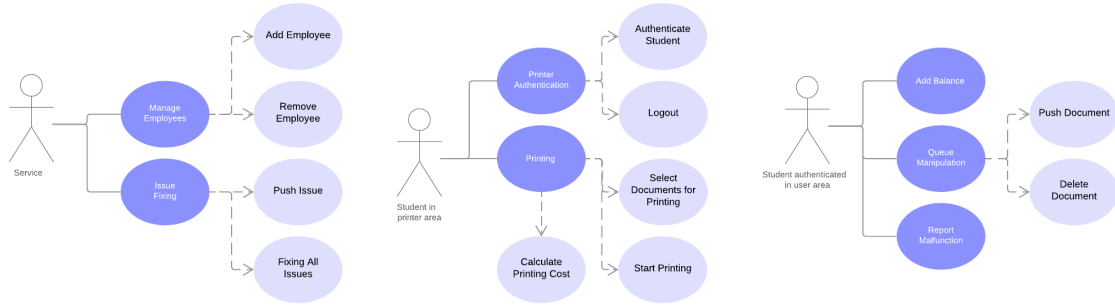 Add Employee
Manage
Employees
Remove
Employee
Service
Issue
Fixing
Push Issue
Fixing All
Issues
Authenticate
Student
Printer
Authentication
Logout
Printing
Student in
printer area
Select
Documents for
Printing
Calculate
Printing Cost
Start Printing
Add Balance
Push Document
Queue
Manipulation
Student authenticated
in user area
Delete
Document
Report
Malfunction